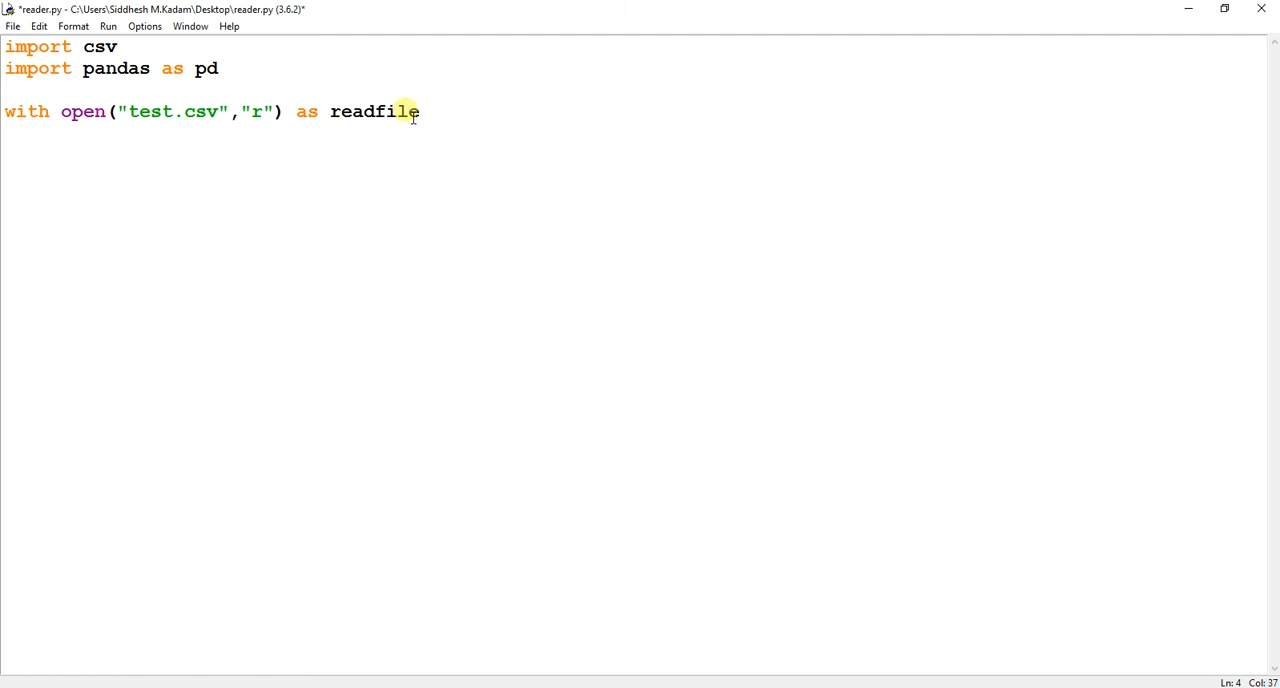 *reader.py - C:\Users\Siddhesh M.Kadam\Desktop\reader.py (3.6.2)*
File Edit Format Run Options Window Help
import csv
import pandas as pd
with open("test.csv","r") as readfile
Ln: 4 Col: 37